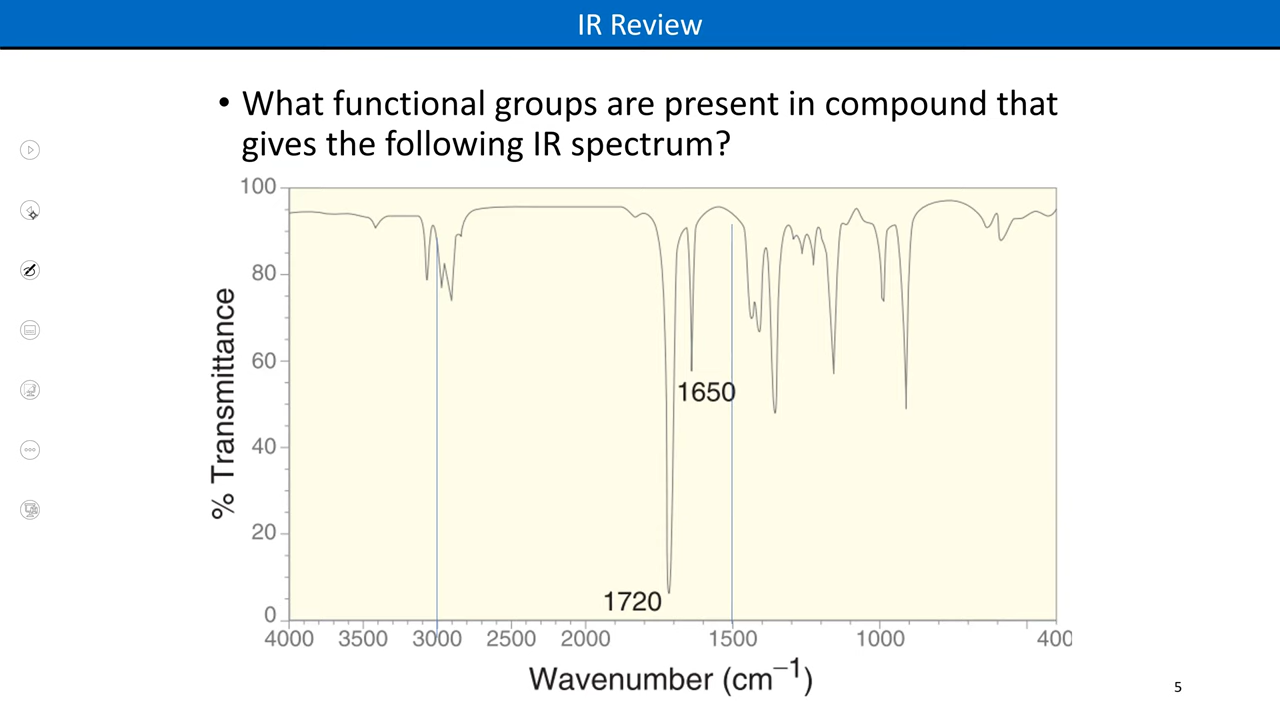 IR Review
• What functional groups are present in compound that
gives the following IR spectrum?
100
80
60
40
20
0
% Transmittance
1650
1720
4000 3500 3000 2500 2000 1500 1000 400
Wavenumber (cm⁻¹)
5